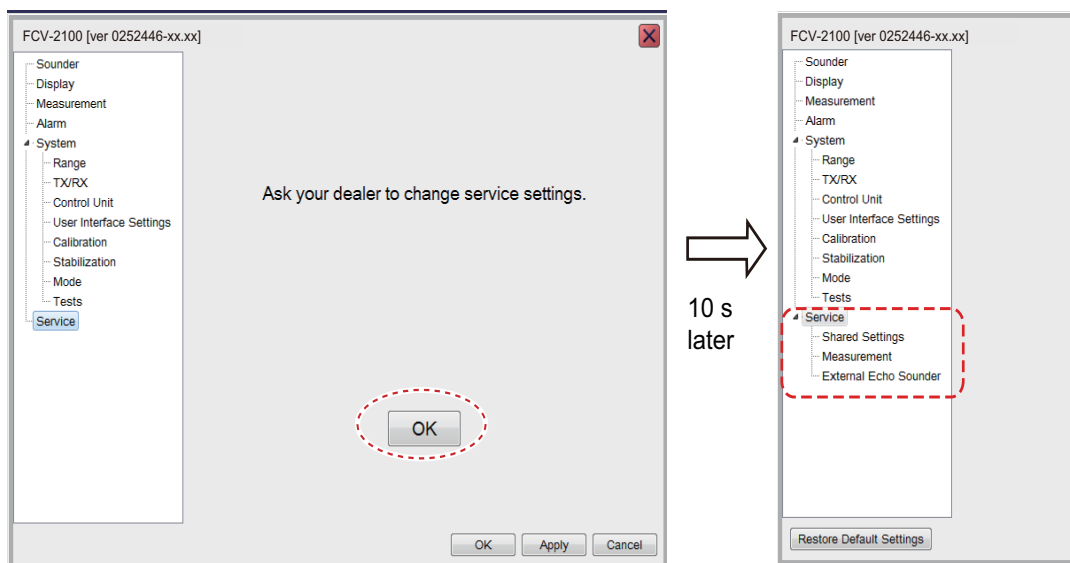 FCV-2100 [ver 0252446-xx.xx]
Sounder
Display
Measurement
Alarm
System
Range
TX/RX
Control Unit
User Interface Settings
Calibration
Stabilization
Mode
Tests
Service
Ask your dealer to change service settings.
OK
OK Apply Cancel
10 s
later
FCV-2100 [ver 0252446-xx.xx]
Sounder
Display
Measurement
Alarm
System
Range
TX/RX
Control Unit
User Interface Settings
Calibration
Stabilization
Mode
Tests
Service
Shared Settings
Measurement
External Echo Sounder
Restore Default Settings